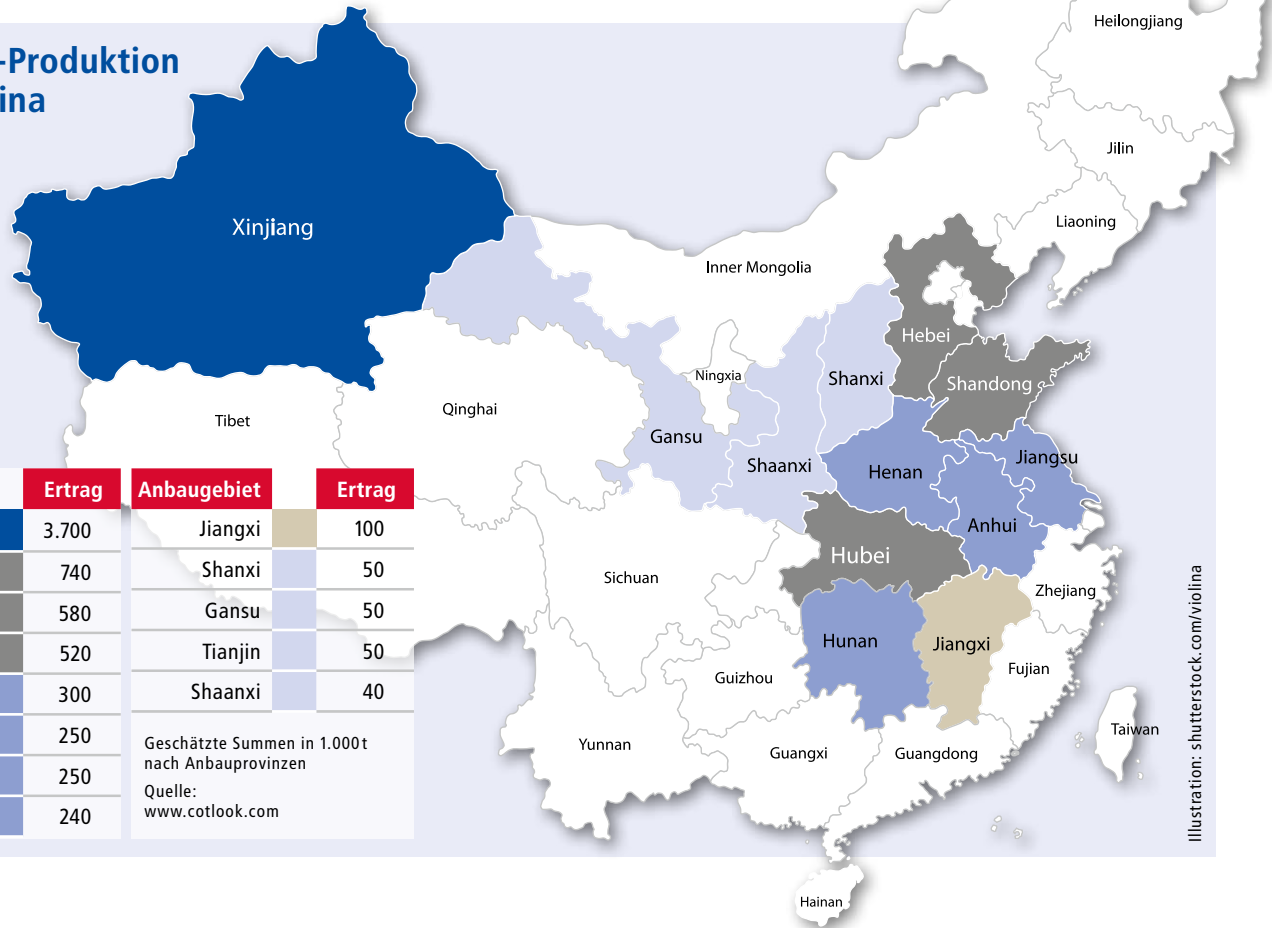 -Produktion
ina
Heilongjiang
Jilin
Liaoning
Xinjiang
Inner Mongolia
Hebei
Ningxia
Shanxi
Shandong
Qinghai
Tibet
Gansu
Shaanxi
Henan
Jiangsu
Anhui
Hubei
Sichuan
Zhejiang
Hunan
Jiangxi
Fujian
Guizhou
Yunnan
Guangxi
Guangdong
Taiwan
Hainan
Ertrag
3.700
740
580
520
300
250
250
240
Anbaugebiet Ertrag
Jiangxi 100
Shanxi 50
Gansu 50
Tianjin 50
Shaanxi 40
Geschätzte Summen in 1.000 t
nach Anbauprovinzen
Quelle:
www.cotlook.com
Illustration: shutterstock.com/violina